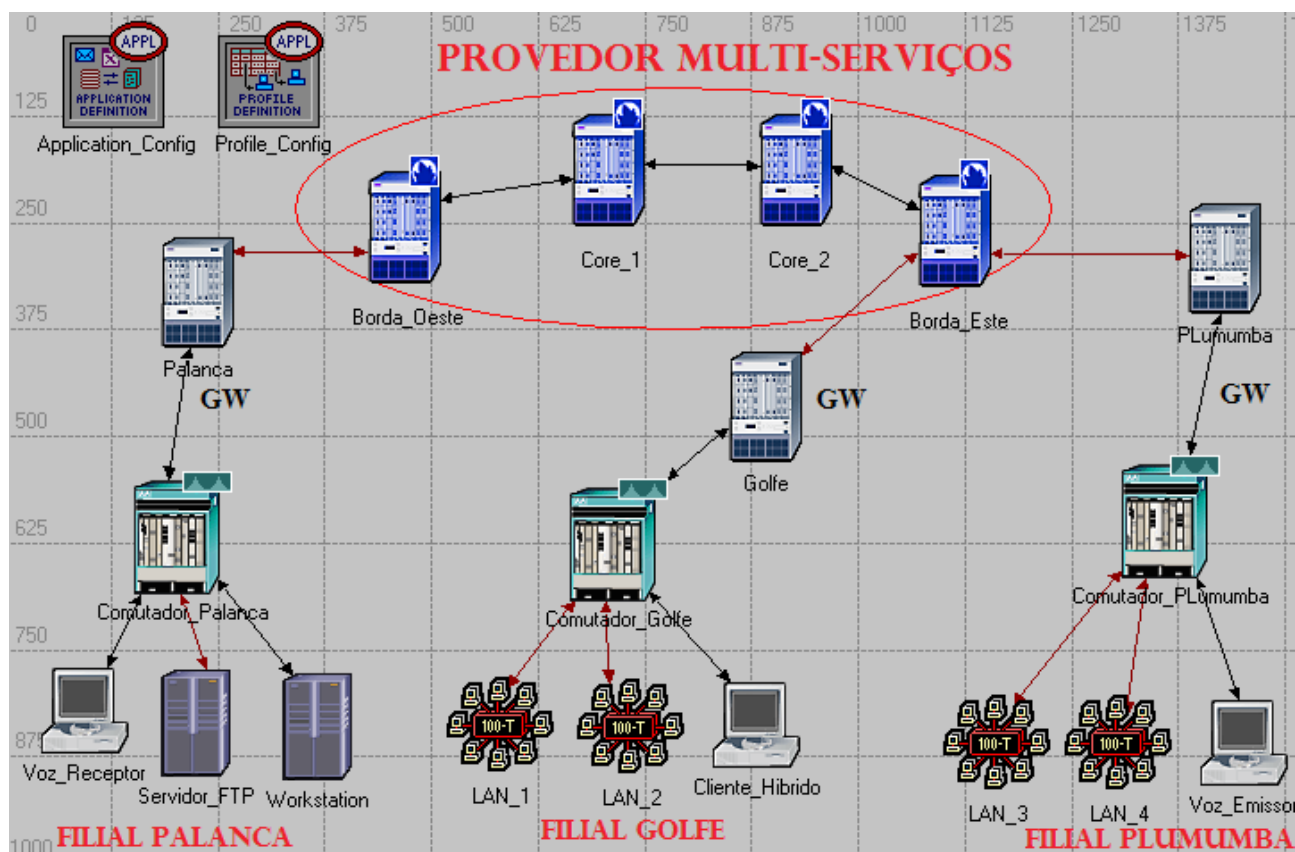 0 250 375 500 625 750 875 1000 1125 1250 1375
APPL
APPLICATION
DEFINITION
Application_Config
APPL
PROFILE
DEFINITION
Profile_Config
PROVEDOR MULTI-SERVIÇOS
125
250
375
500
625
750
875
1000
Borda_Oeste
Core_1
Core_2
Borda_Este
Palanca
PLumumba
Golfe
GW
GW
GW
Comutador_Palanca
Comutador_Golfe
Comutador_PLumumba
Voz_Receptor
Servidor_FTP
Workstation
100-T
LAN_1
100-T
LAN_2
Cliente_Hibrido
100-T
LAN_3
100-T
LAN_4
Voz_Emissor
FILIAL PALANCA
FILIAL GOLFE
FILIAL PLUMUMBA